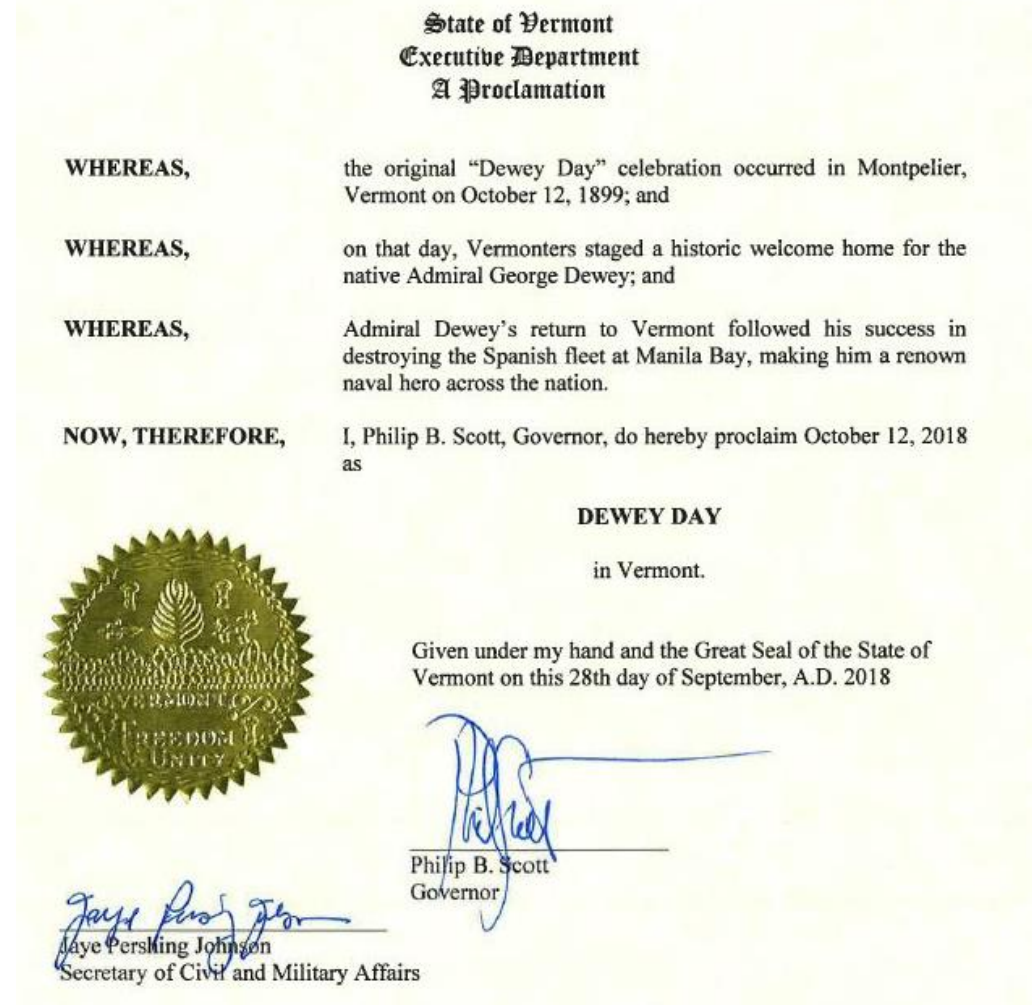 State of Vermont
Executive Department
A Proclamation
WHEREAS, the original “Dewey Day” celebration occurred in Montpelier,
Vermont on October 12, 1899; and
WHEREAS, on that day, Vermonters staged a historic welcome home for the
native Admiral George Dewey; and
WHEREAS, Admiral Dewey’s return to Vermont followed his success in
destroying the Spanish fleet at Manila Bay, making him a renown
naval hero across the nation.
NOW, THEREFORE, I, Philip B. Scott, Governor, do hereby proclaim October 12, 2018
as
DEWEY DAY
in Vermont.
VERMONT
FREEDOM
UNITY
Given under my hand and the Great Seal of the State of
Vermont on this 28th day of September, A.D. 2018
Philip B. Scott
Governor
Jaye Pershing Johnson
Secretary of Civil and Military Affairs